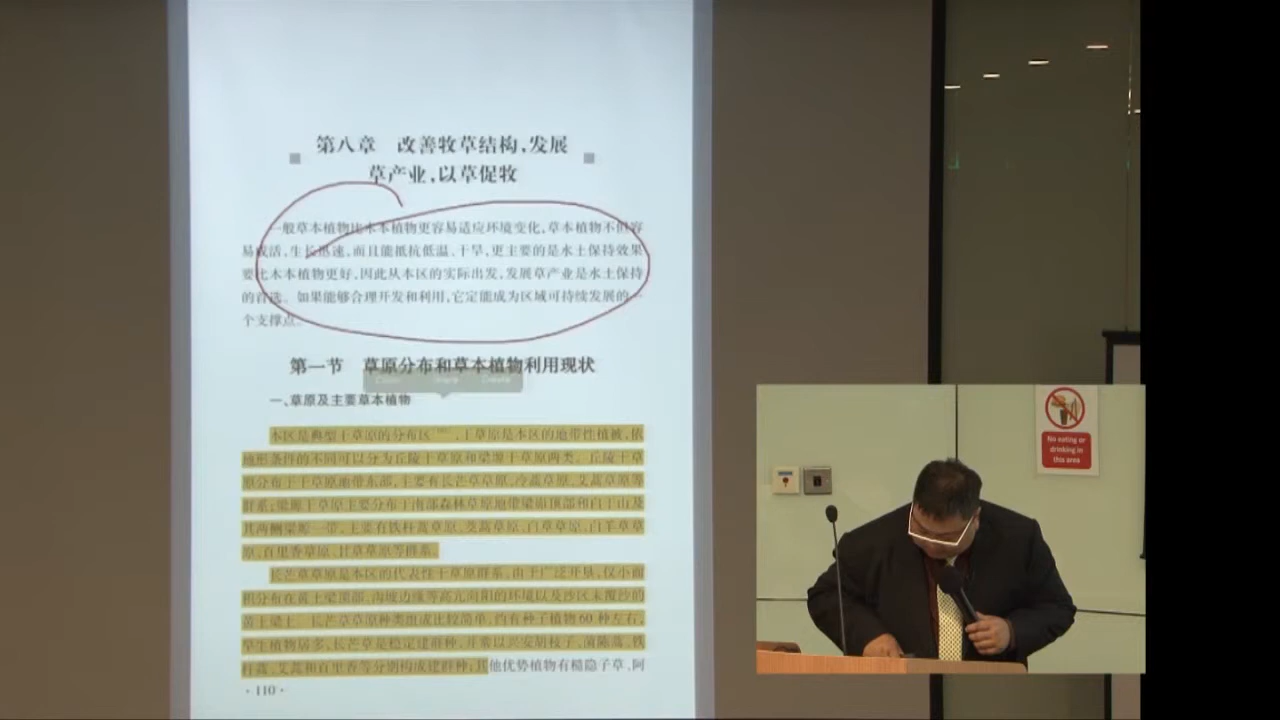 第八章 改善牧草结构,发展
草产业,以草促牧
一般草本植物比木本植物更容易适应环境变化,草本植物不但容
易成活,生长迅速,而且能抵抗低温、干旱,更主要的是水土保持效果
要比木本植物更好,因此从本区的实际出发,发展草产业是水土保持
的首选。如果能够合理开发和利用,它定能成为区域可持续发展的一
个支撑点。
第一节 草原分布和草本植物利用现状
一、草原及主要草本植物
本区是典型干草原的分布区,干草原是本区的地带性植被,依
地形条件的不同可以分为丘陵干草原和梁塬干草原两类。丘陵干草
原分布于干草原地带东部,主要有长芒草草原、冷蒿草原、艾蒿草原等
群系;梁塬干草原主要分布于南部森林草原地带梁峁顶部和白于山及
其两侧梁塬一带,主要有铁杆蒿草原、茭蒿草原、白草草原、白羊草草
原、百里香草原、甘草草原等群系。
长芒草草原是本区的代表性干草原群系,由于广泛开垦,仅小面
积分布在黄土梁顶部、沟坡边缘等高亢向阳的环境以及沙区未覆沙的
黄土梁上。长芒草草原种类组成比较简单,约有种子植物60种左右,
旱生植物居多,长芒草是稳定建群种,并常以兴安胡枝子、茵陈蒿、铁
杆蒿、艾蒿和百里香等分别构成建群种;其他优势植物有糙隐子草、阿
·110·
No eating or
drinking in
this area